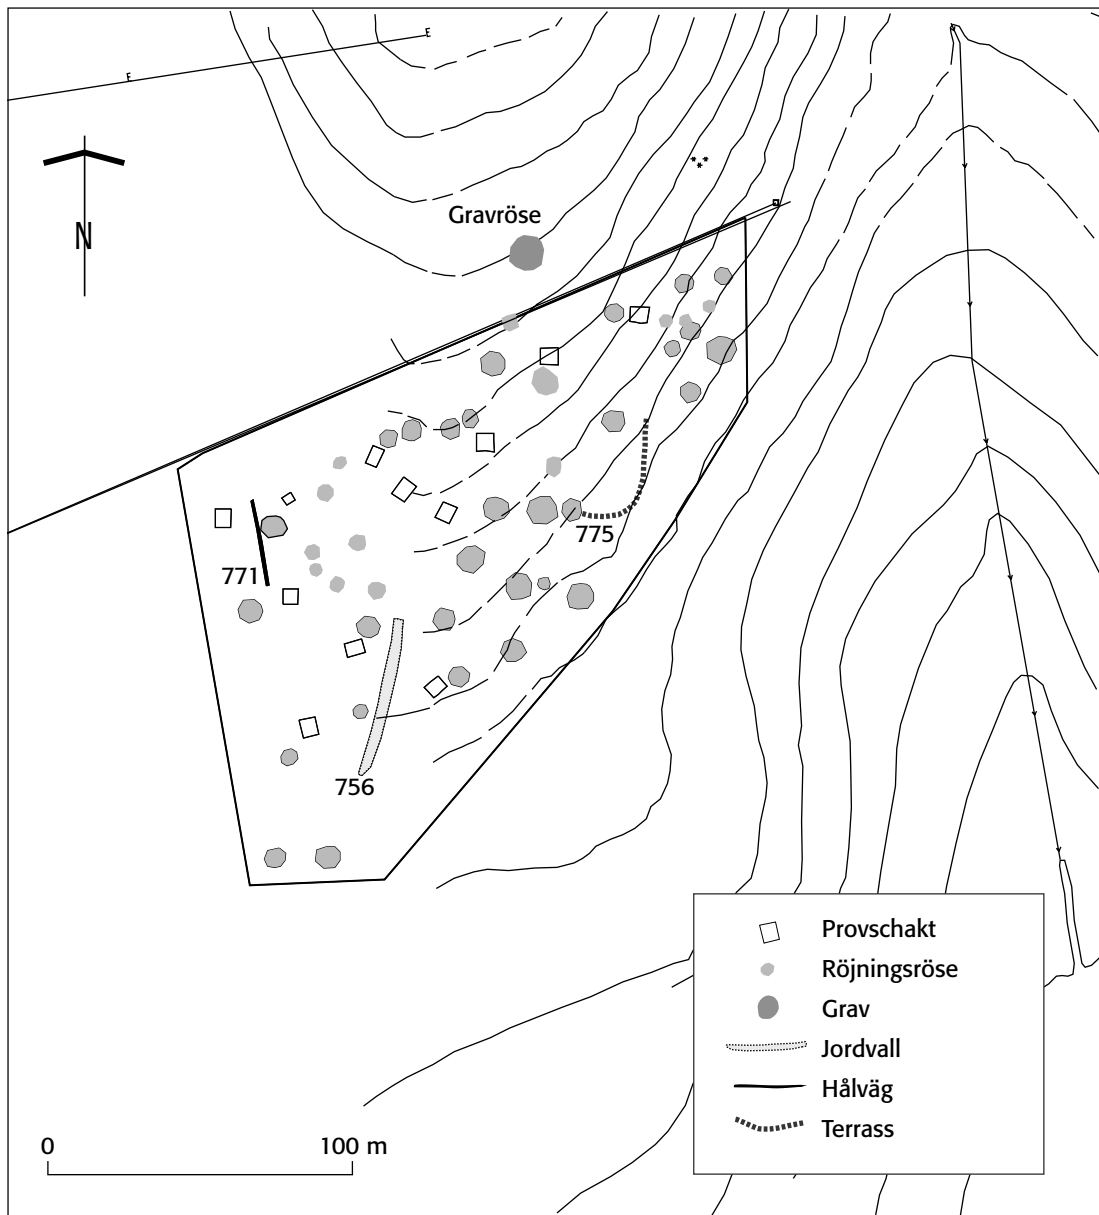 E
E
N
Gravröse
775
771
756
Provschakt
Röjningsröse
Grav
Jordvall
Hålväg
Terrass
0 100 m